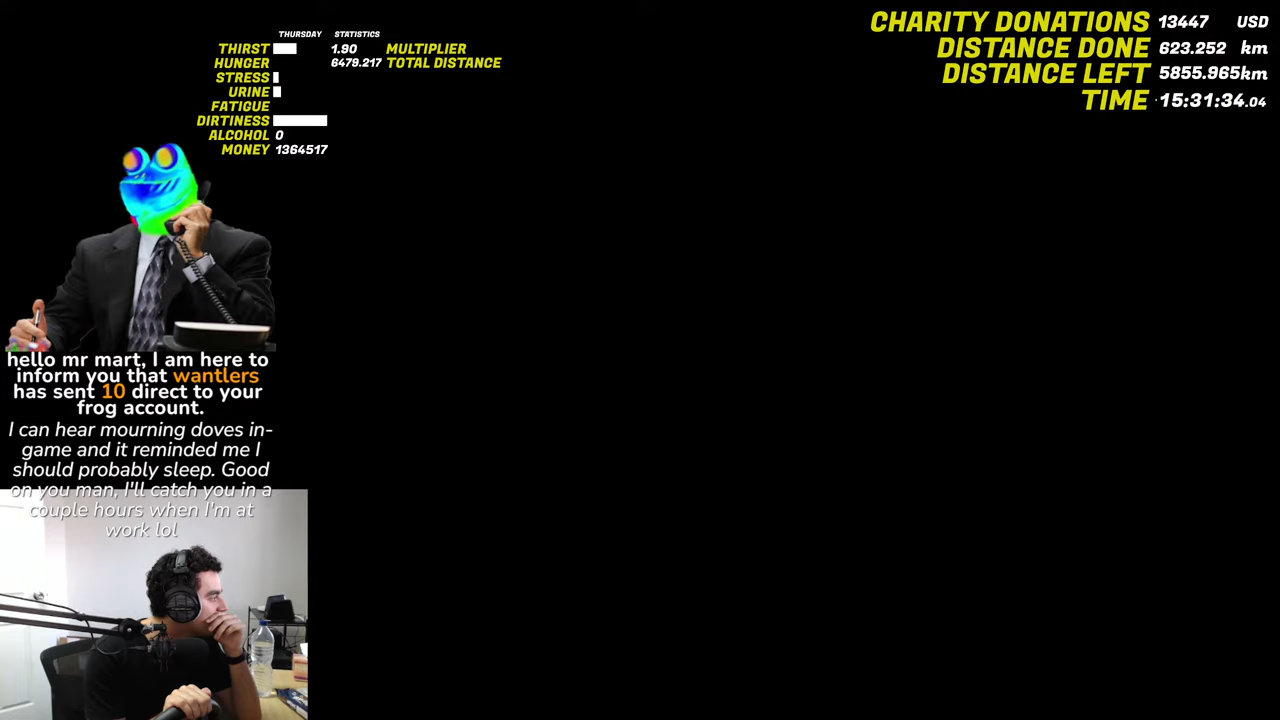 THURSDAY STATISTICS
THIRST 1.90 MULTIPLIER
HUNGER 6479.217 TOTAL DISTANCE
STRESS
URINE
FATIGUE
DIRTINESS
ALCOHOL 0
MONEY 1364517
CHARITY DONATIONS 13447 USD
DISTANCE DONE 623.252 km
DISTANCE LEFT 5855.965km
TIME 15:31:34.04
hello mr mart, I am here to
inform you that wantlers
has sent 10 direct to your
frog account.
I can hear mourning doves in-
game and it reminded me I
should probably sleep. Good
on you man, I'll catch you in a
couple hours when I'm at
work lol